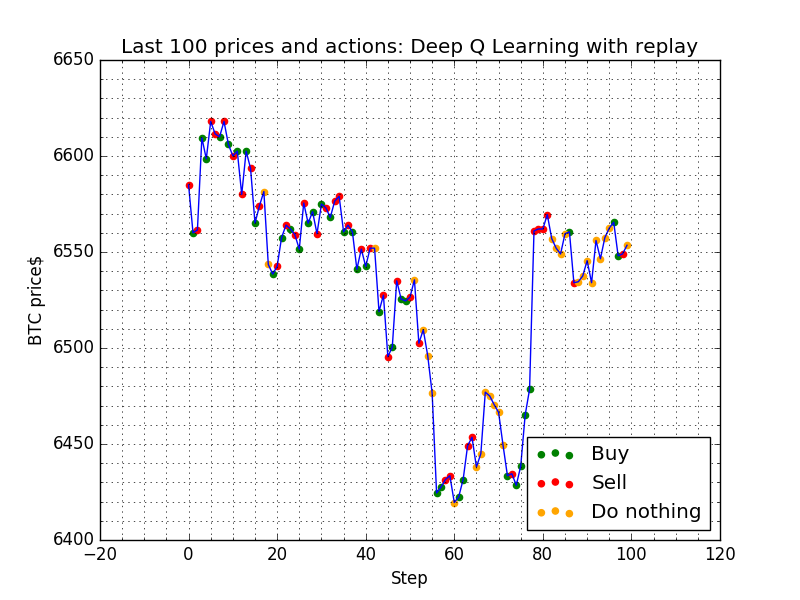 Last 100 prices and actions: Deep Q Learning with replay
6650
6600
6550
6500
6450
6400
BTC price$
Buy
Sell
Do nothing
−20 0 20 40 60 80 100 120
Step